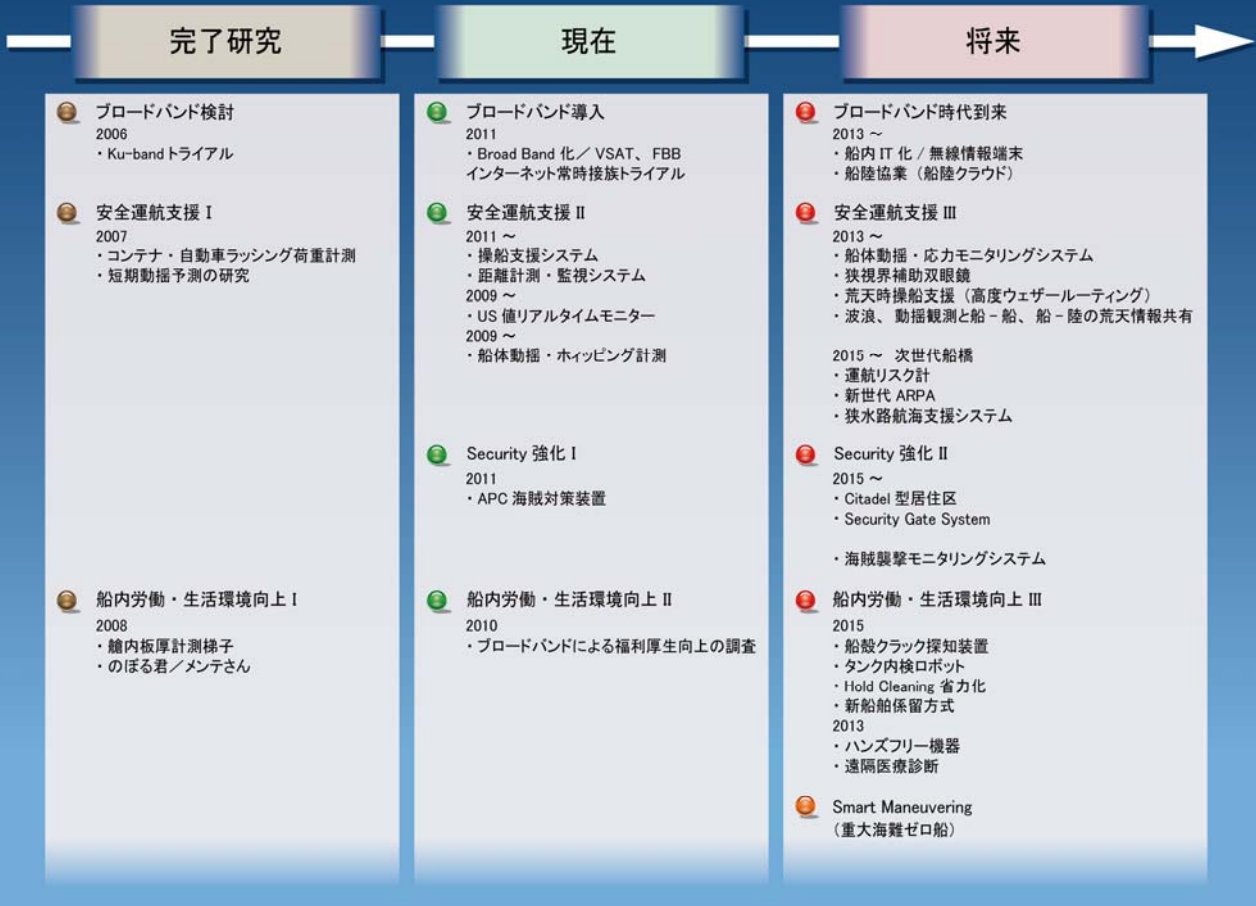 完了研究
現在
将来
ブロードバンド検討
2006
・Ku-band トライアル
安全運航支援 I
2007
・コンテナ・自動車ラッシング荷重計測
・短期動揺予測の研究
船内労働・生活環境向上 I
2008
・艙内板厚計測梯子
・のぼる君／メンテさん
ブロードバンド導入
2011
・Broad Band 化／ VSAT、FBB
インターネット常時接族トライアル
安全運航支援 II
2011 ～
・操船支援システム
・距離計測・監視システム
2009 ～
・US 値リアルタイムモニター
2009 ～
・船体動揺・ホィッピング計測
Security 強化 I
2011
・APC 海賊対策装置
船内労働・生活環境向上 II
2010
・ブロードバンドによる福利厚生向上の調査
ブロードバンド時代到来
2013 ～
・船内 IT 化 / 無線情報端末
・船陸協業（船陸クラウド）
安全運航支援 III
2013 ～
・船体動揺・応力モニタリングシステム
・狭視界補助双眼鏡
・荒天時操船支援（高度ウェザールーティング）
・波浪、動揺観測と船－船、船－陸の荒天情報共有
2015 ～ 次世代船橋
・運航リスク計
・新世代 ARPA
・狭水路航海支援システム
Security 強化 II
2015 ～
・Citadel 型居住区
・Security Gate System
・海賊襲撃モニタリングシステム
船内労働・生活環境向上 III
2015
・船殻クラック探知装置
・タンク内検ロボット
・Hold Cleaning 省力化
・新船舶係留方式
2013
・ハンズフリー機器
・遠隔医療診断
Smart Maneuvering
（重大海難ゼロ船）